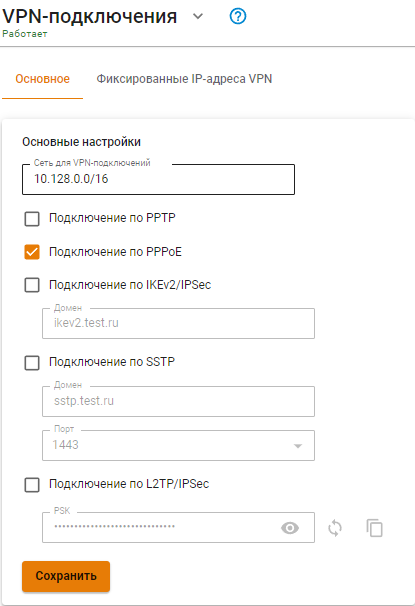 VPN-подключения
Работает
Основное Фиксированные IP-адреса VPN
Основные настройки
Сеть для VPN-подключений
10.128.0.0/16
Подключение по PPTP
Подключение по PPPoE
Подключение по IKEv2/IPSec
Домен
ikev2.test.ru
Подключение по SSTP
Домен
sstp.test.ru
Порт
1443
Подключение по L2TP/IPSec
PSK
••••••••••••••••••••••••••••••
Сохранить